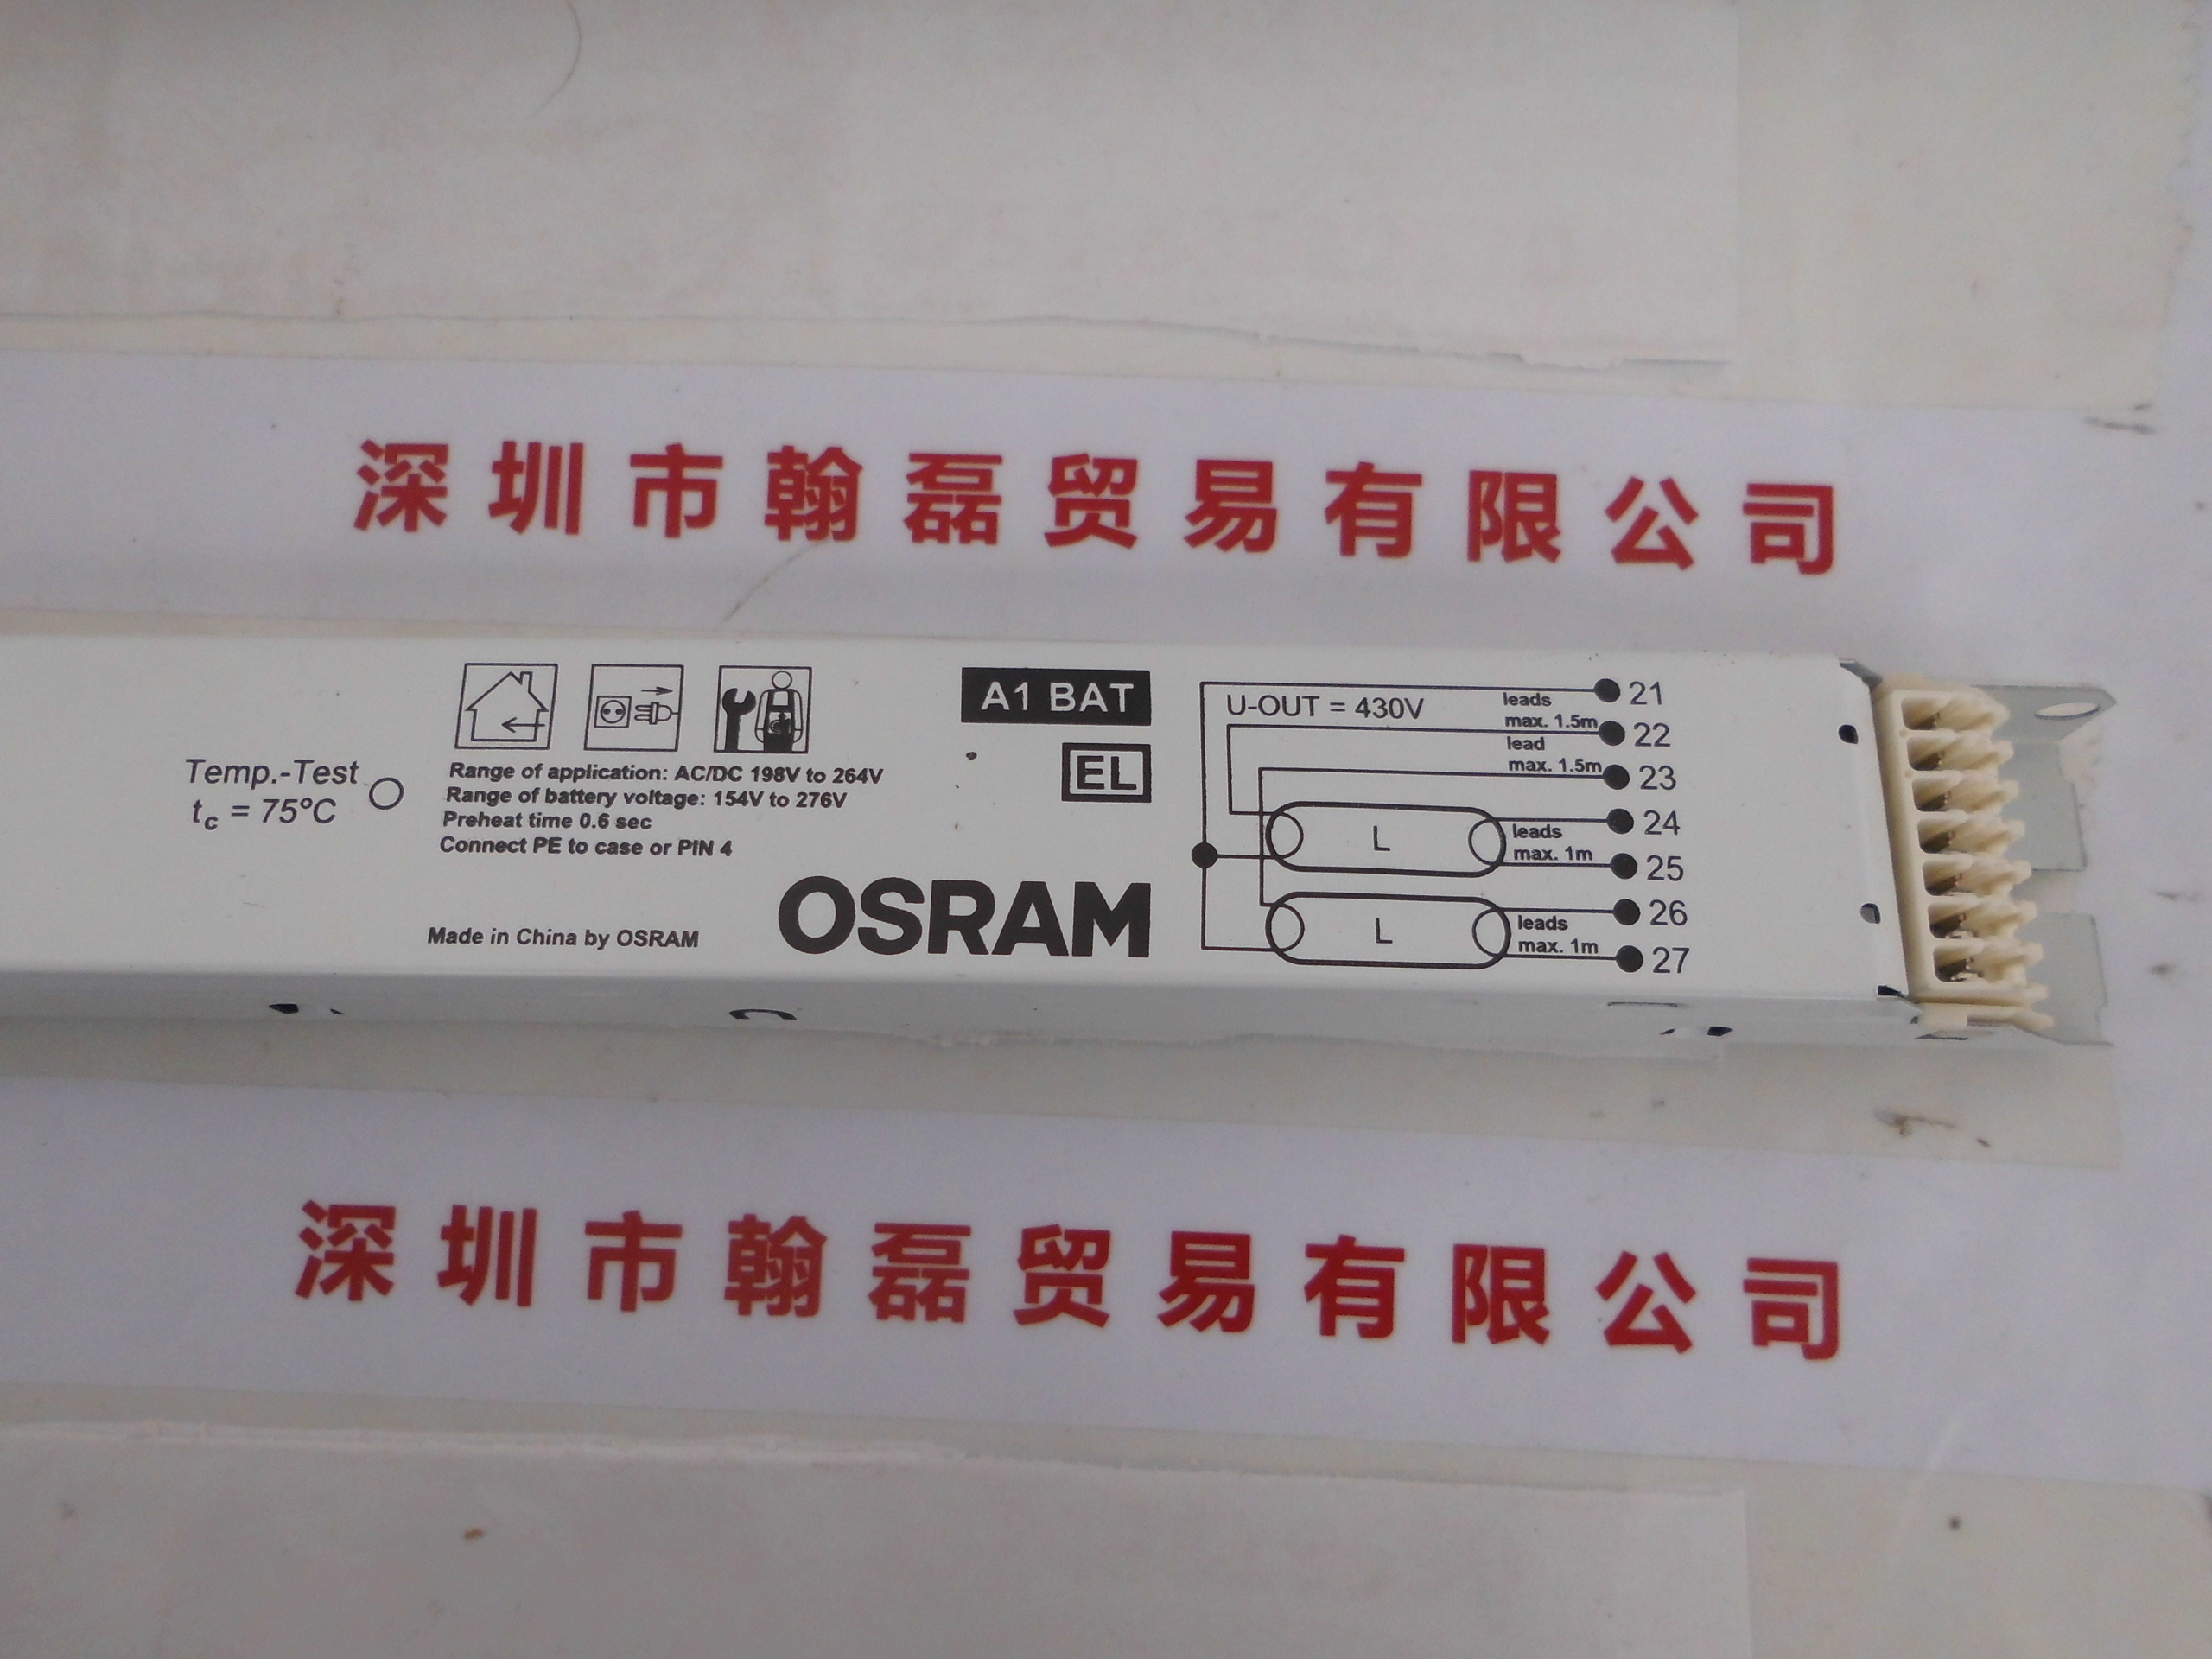 深圳市翰磊贸易有限公司
Temp.-Test
tc = 75°C
Range of application: AC/DC 198V to 264V
Range of battery voltage: 154V to 276V
Preheat time 0.6 sec
Connect PE to case or PIN 4
Made in China by OSRAM
A1 BAT
EL
OSRAM
U-OUT = 430V
leads
max. 1.5m
lead
max. 1.5m
L
leads
max. 1m
L
leads
max. 1m
21
22
23
24
25
26
27
深圳市翰磊贸易有限公司